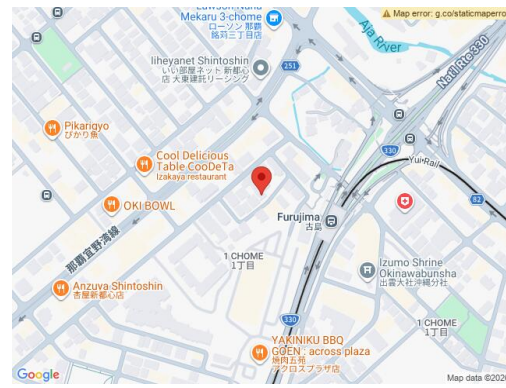 Lawson Naha
Mekaru 3-chome
ローソン 那覇
銘苅三丁目店
Map error: g.co/staticmaperro
Aja River
Nat'l Rte 330
Iiheyanet Shintoshin
いい部屋ネット 新都心
店 大東建託リーシング
251
Pikarigyo
ぴかり魚
Cool Delicious
Table CooDeTa
Izakaya restaurant
330
Yui Rail
OKI BOWL
82
Furujima
古島
330
那覇宜野湾線
1 CHOME
1丁目
Izumo Shrine
Okinawabunsha
出雲大社沖縄分社
Anzuva Shintoshin
杏屋新都心店
1 CHOME
1丁目
YAKINIKU BBQ
GOEN : across plaza
焼肉五苑
アクロスプラザ店
Google
Map data ©2026